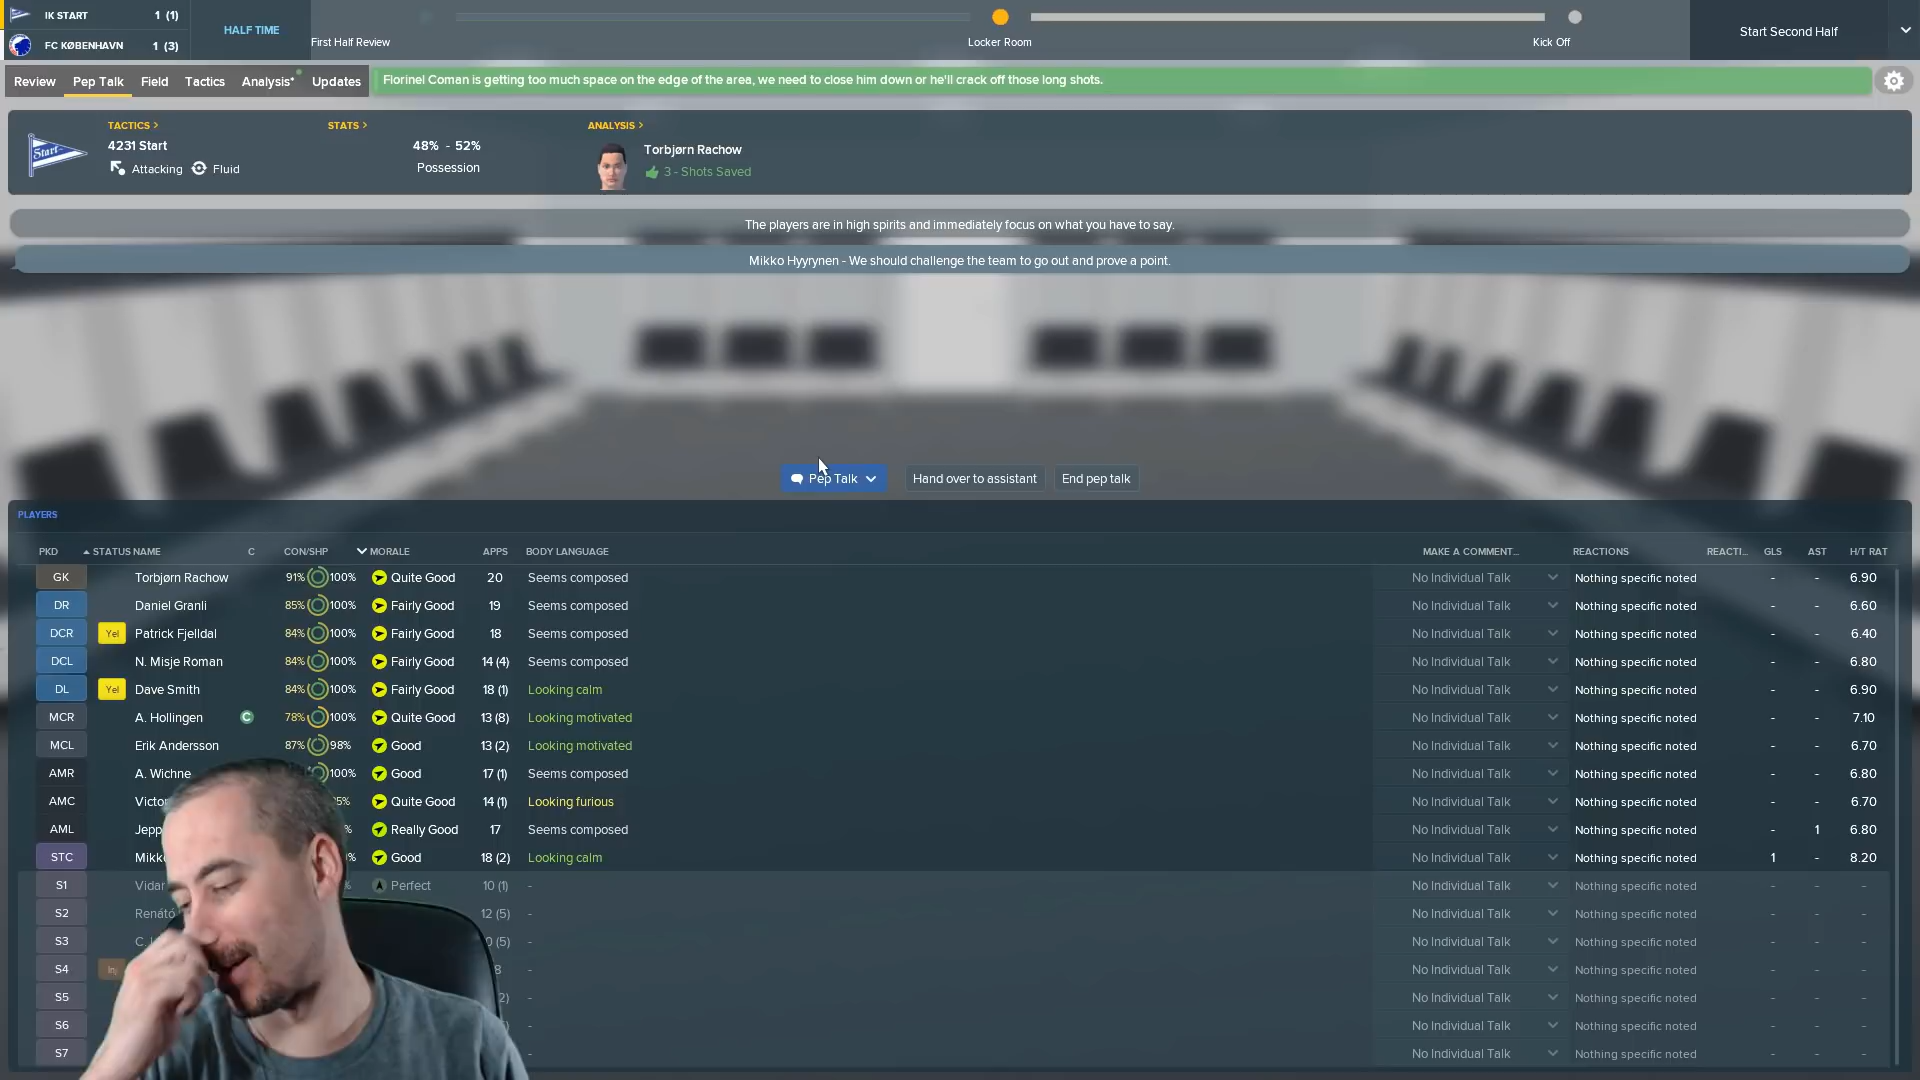 IK START 1 (1)
FC KØBENHAVN 1 (3)
HALF TIME
First Half Review
Locker Room
Kick Off
Start Second Half
Review Pep Talk Field Tactics Analysis* Updates
Florinel Coman is getting too much space on the edge of the area, we need to close him down or he'll crack off those long shots.
Start
TACTICS >
4231 Start
Attacking Fluid
STATS >
48% - 52%
Possession
ANALYSIS >
Torbjørn Rachow
3 - Shots Saved
The players are in high spirits and immediately focus on what you have to say.
Mikko Hyyrynen - We should challenge the team to go out and prove a point.
Pep Talk Hand over to assistant End pep talk
PLAYERS
PKD STATUS NAME C CON/SHP MORALE APPS BODY LANGUAGE MAKE A COMMENT... REACTIONS REACTI... GLS AST H/T RAT
GK Torbjørn Rachow 91% 100% Quite Good 20 Seems composed No Individual Talk Nothing specific noted - - 6.90
DR Daniel Granli 85% 100% Fairly Good 19 Seems composed No Individual Talk Nothing specific noted - - 6.60
DCR Yel Patrick Fjelldal 84% 100% Fairly Good 18 Seems composed No Individual Talk Nothing specific noted - - 6.40
DCL N. Misje Roman 84% 100% Fairly Good 14 (4) Seems composed No Individual Talk Nothing specific noted - - 6.80
DL Yel Dave Smith 84% 100% Fairly Good 18 (1) Looking calm No Individual Talk Nothing specific noted - - 6.90
MCR A. Hollingen C 78% 100% Quite Good 13 (8) Looking motivated No Individual Talk Nothing specific noted - - 7.10
MCL Erik Andersson 87% 98% Good 13 (2) Looking motivated No Individual Talk Nothing specific noted - - 6.70
AMR A. Wichne 100% Good 17 (1) Seems composed No Individual Talk Nothing specific noted - - 6.80
AMC Victor 5% Quite Good 14 (1) Looking furious No Individual Talk Nothing specific noted - - 6.70
AML Jepp % Really Good 17 Seems composed No Individual Talk Nothing specific noted - 1 6.80
STC Mikk % Good 18 (2) Looking calm No Individual Talk Nothing specific noted 1 - 8.20
S1 Vidar % Perfect 10 (1) - No Individual Talk Nothing specific noted - - -
S2 Renátó 12 (5) - No Individual Talk Nothing specific noted - - -
S3 C. 0 (5) - No Individual Talk Nothing specific noted - - -
S4 Inj 8 - No Individual Talk Nothing specific noted - - -
S5 2) - No Individual Talk Nothing specific noted - - -
S6 - No Individual Talk Nothing specific noted - - -
S7 - No Individual Talk Nothing specific noted - - -